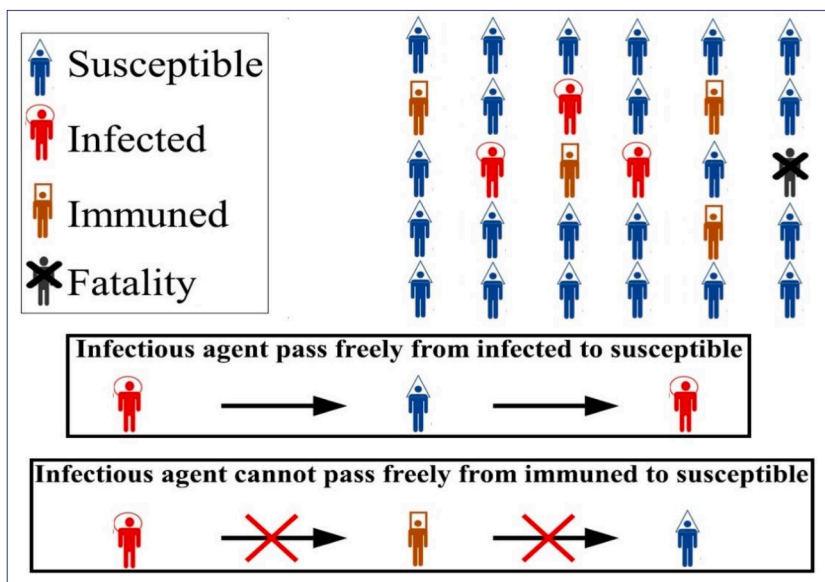 Susceptible
Infected
Immuned
Fatality
Infectious agent pass freely from infected to susceptible
Infectious agent cannot pass freely from immuned to susceptible